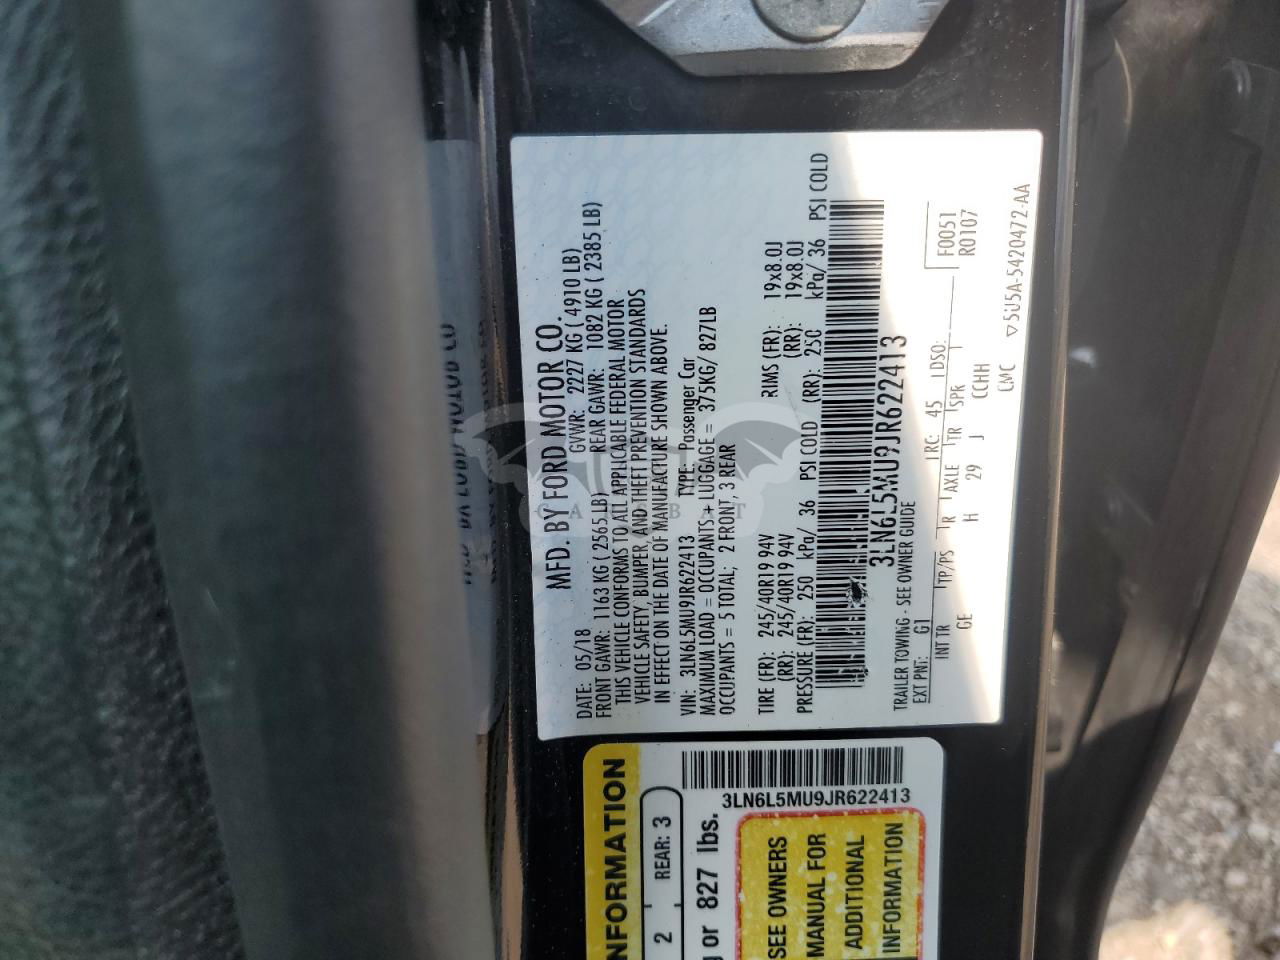 MFD. BY FORD MOTOR CO.
DATE: 05/18 GVWR: 2227 KG ( 4910 LB)
FRONT GAWR: 1163 KG ( 2565 LB) REAR GAWR: 1082 KG ( 2385 LB)
THIS VEHICLE CONFORMS TO ALL APPLICABLE FEDERAL MOTOR
VEHICLE SAFETY, BUMPER, AND THEFT PREVENTION STANDARDS
IN EFFECT ON THE DATE OF MANUFACTURE SHOWN ABOVE.
VIN: 3LN6L5MU9JR622413 TYPE: Passenger Car
MAXIMUM LOAD = OCCUPANTS + LUGGAGE = 375KG/ 827LB
OCCUPANTS = 5 TOTAL; 2 FRONT, 3 REAR
TIRE (FR): 245/40R19 94V RIMS (FR): 19x8.0J
(RR): 245/40R19 94V (RR): 19x8.0J
PRESSURE (FR): 250 kPa/ 36 PSI COLD (RR): 250 kPa/ 36 PSI COLD
3LN6L5MU9JR622413
TRAILER TOWING - SEE OWNER GUIDE
EXT PNT: G1 RC: 45 DSO: F0051
R0107
INT TR TP/PS R AXLE TR SPR
GE H 29 J CCHH
CMC 5U5A-5420472-AA
CARBAT
NFORMATION
2 REAR: 3
or 827 lbs.
3LN6L5MU9JR622413
SEE OWNERS
MANUAL FOR
ADDITIONAL
INFORMATION